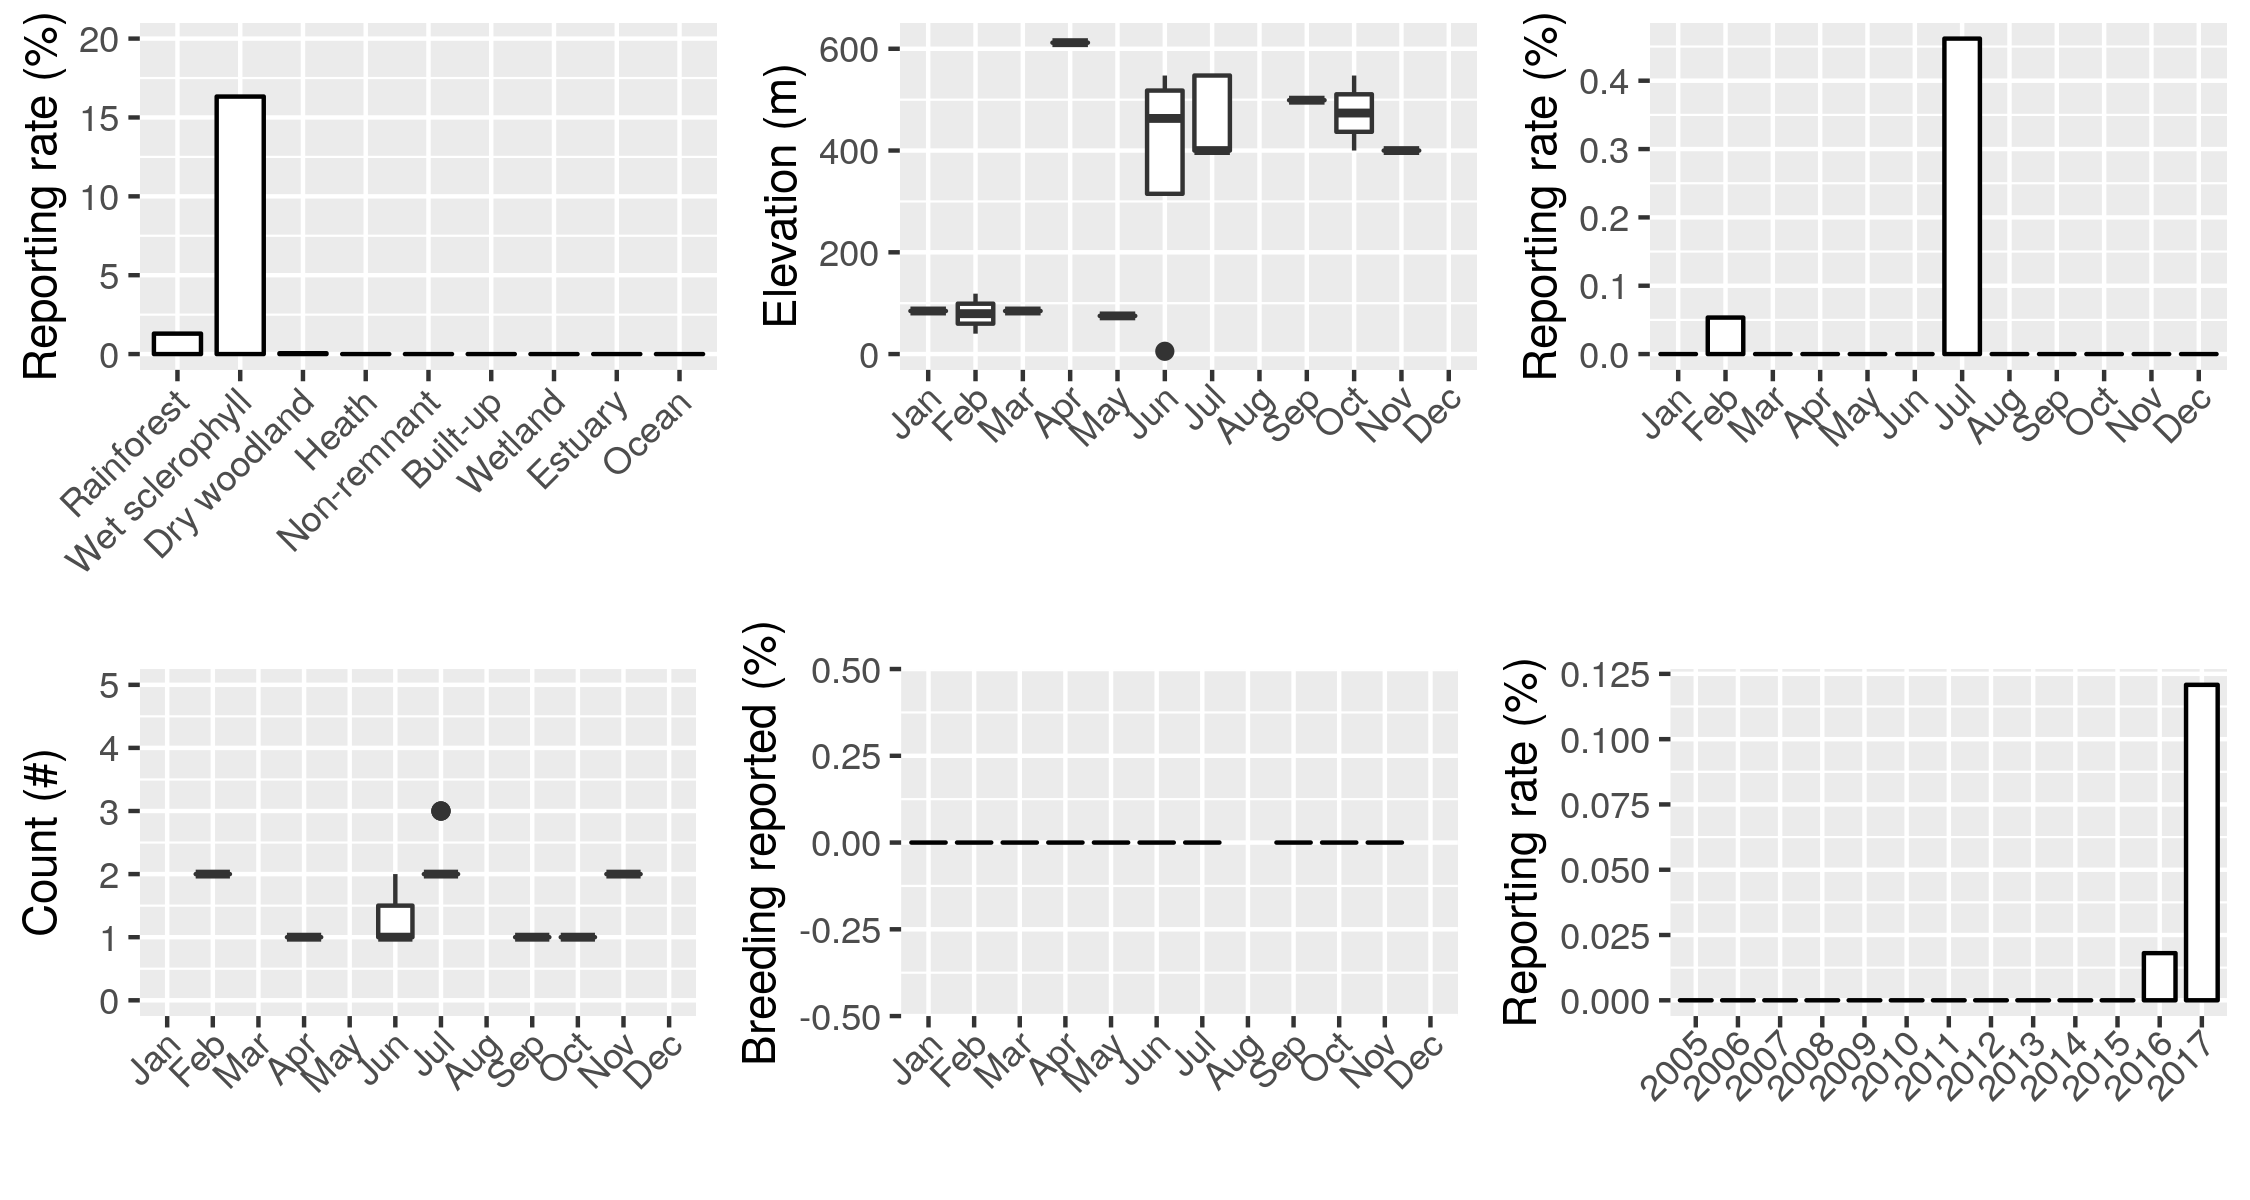 Reporting rate (%)
20
15
10
5
0
Rainforest
Wet sclerophyll
Dry woodland
Heath
Non-remnant
Built-up
Wetland
Estuary
Ocean
Elevation (m)
600
400
200
0
Jan
Feb
Mar
Apr
May
Jun
Jul
Aug
Sep
Oct
Nov
Dec
Reporting rate (%)
0.4
0.3
0.2
0.1
0.0
Jan
Feb
Mar
Apr
May
Jun
Jul
Aug
Sep
Oct
Nov
Dec
Count (#)
5
4
3
2
1
0
Jan
Feb
Mar
Apr
May
Jun
Jul
Aug
Sep
Oct
Nov
Dec
Breeding reported (%)
0.50
0.25
0.00
-0.25
-0.50
Jan
Feb
Mar
Apr
May
Jun
Jul
Aug
Sep
Oct
Nov
Dec
Reporting rate (%)
0.125
0.100
0.075
0.050
0.025
0.000
2005
2006
2007
2008
2009
2010
2011
2012
2013
2014
2015
2016
2017